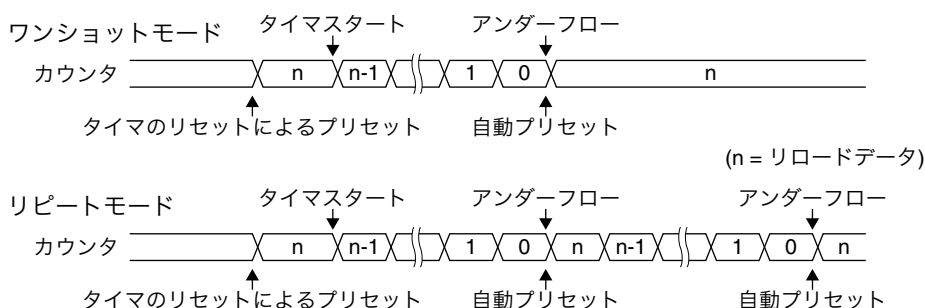 ワンショットモード
タイマスタート アンダーフロー
カウンタ n n-1 1 0 n
タイマのリセットによるプリセット 自動プリセット
(n = リロードデータ)
リピートモード
タイマスタート アンダーフロー アンダーフロー
カウンタ n n-1 1 0 n n-1 1 0 n
タイマのリセットによるプリセット 自動プリセット 自動プリセット